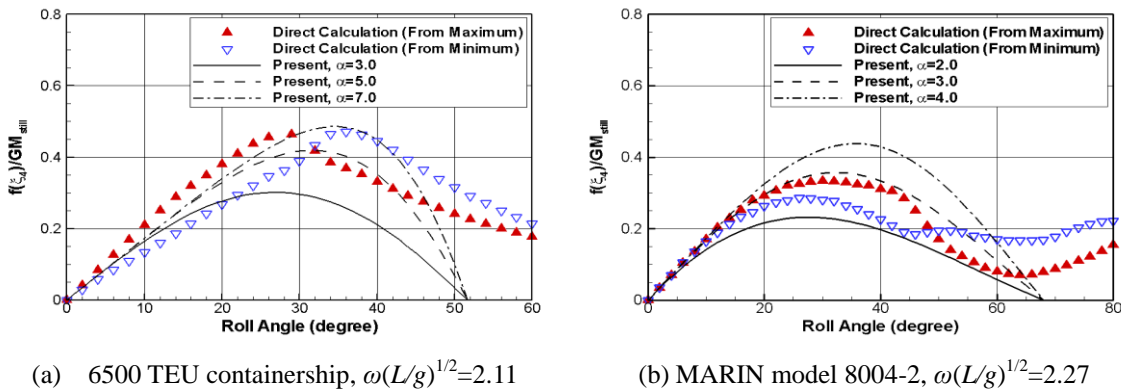 0.8
0.6
0.4
0.2
0
f(ξ4)/GMstill
Direct Calculation (From Maximum)
Direct Calculation (From Minimum)
Present, α=3.0
Present, α=5.0
Present, α=7.0
0 10 20 30 40 50 60
Roll Angle (degree)
(a) 6500 TEU containership, ω(L/g)1/2=2.11
0.8
0.6
0.4
0.2
0
f(ξ4)/GMstill
Direct Calculation (From Maximum)
Direct Calculation (From Minimum)
Present, α=2.0
Present, α=3.0
Present, α=4.0
0 20 40 60 80
Roll Angle (degree)
(b) MARIN model 8004-2, ω(L/g)1/2=2.27